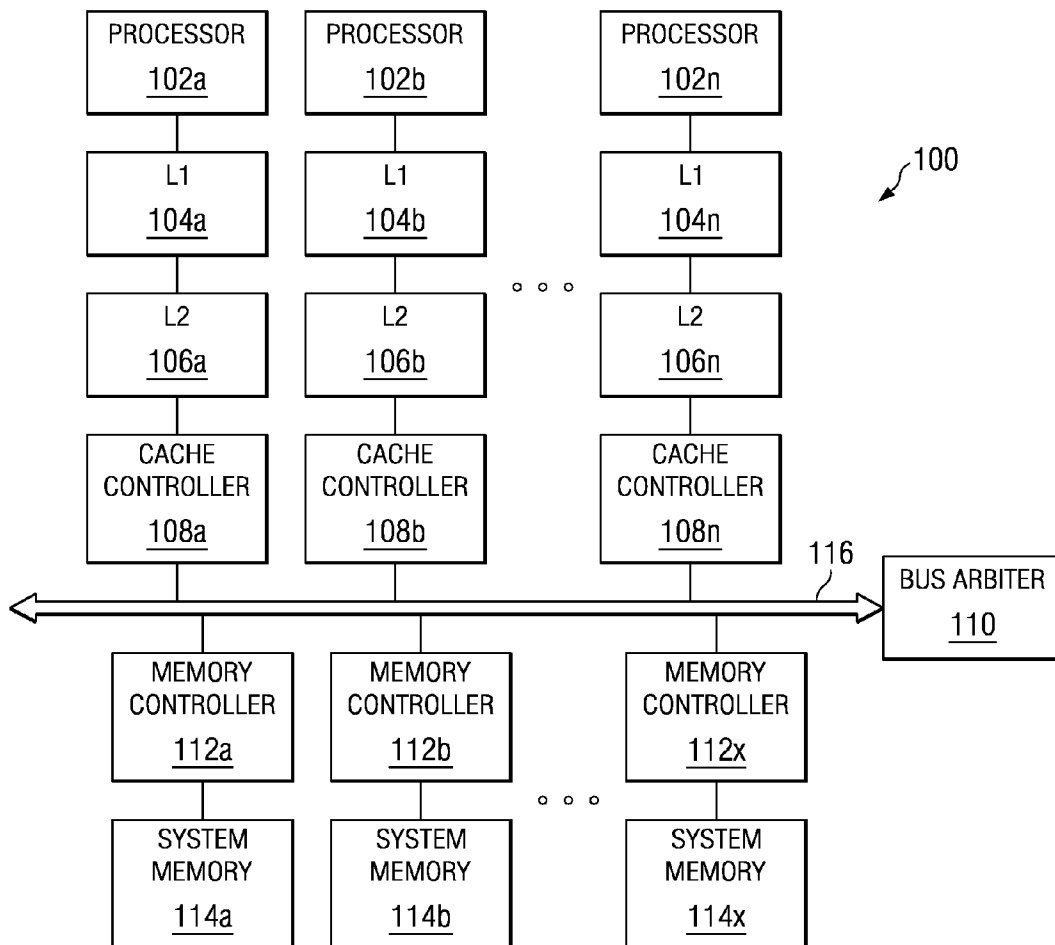 PROCESSOR
102a
PROCESSOR
102b
PROCESSOR
102n
L1
104a
L1
104b
L1
104n
100
L2
106a
L2
106b
L2
106n
CACHE
CONTROLLER
108a
CACHE
CONTROLLER
108b
CACHE
CONTROLLER
108n
116
BUS ARBITER
110
MEMORY
CONTROLLER
112a
MEMORY
CONTROLLER
112b
MEMORY
CONTROLLER
112x
SYSTEM
MEMORY
114a
SYSTEM
MEMORY
114b
SYSTEM
MEMORY
114x